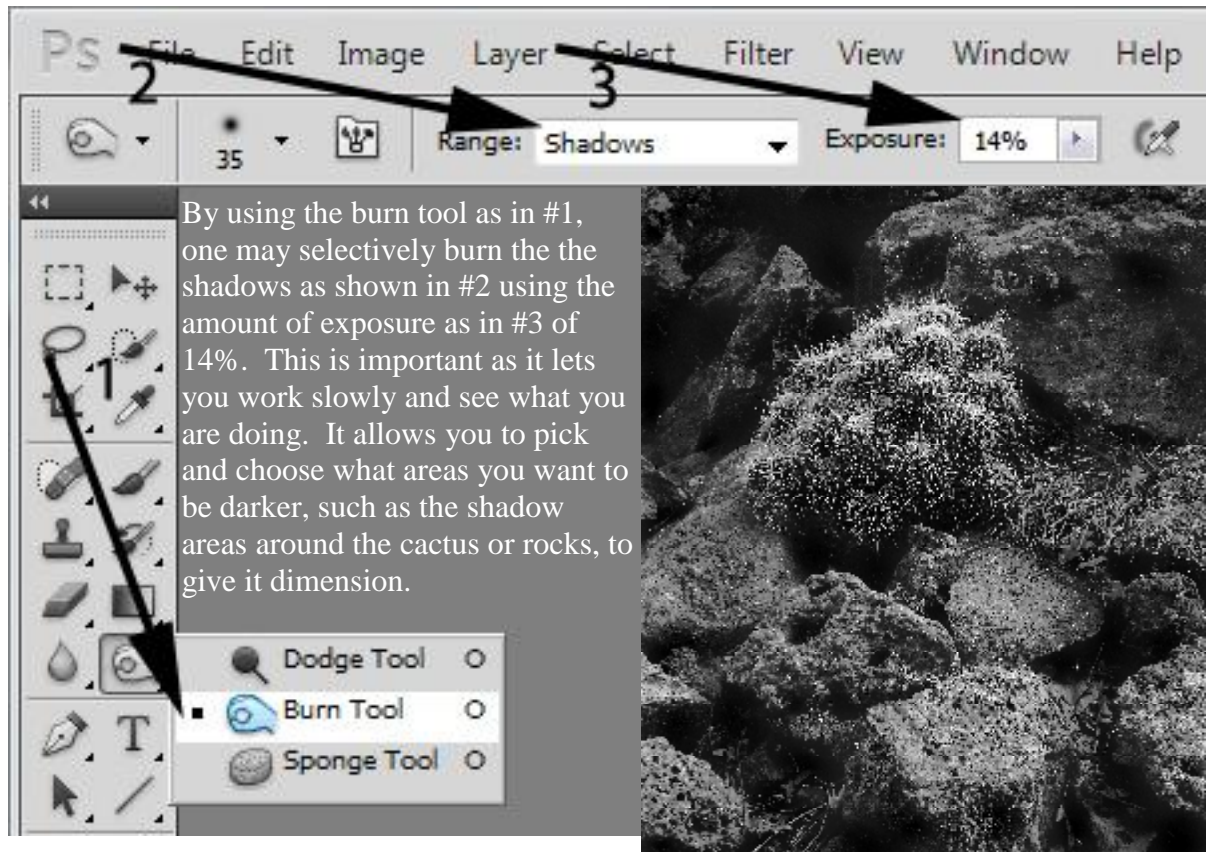 Ps File Edit Image Layer Select Filter View Window Help
2 3
35 Range: Shadows Exposure: 14%
By using the burn tool as in #1,
one may selectively burn the the
shadows as shown in #2 using the
amount of exposure as in #3 of
14%. This is important as it lets
1
you work slowly and see what you
are doing. It allows you to pick
and choose what areas you want to
be darker, such as the shadow
areas around the cactus or rocks, to
give it dimension.
Dodge Tool O
Burn Tool O
Sponge Tool O
T